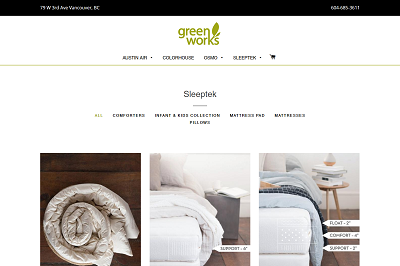 79 W 3rd Ave Vancouver, BC
604-685-3611
green
works
AUSTIN AIR
COLORHOUSE
OSMO
SLEEPTEK
Sleeptek
ALL
COMFORTERS
INFANT & KIDS COLLECTION
MATTRESS PAD
MATTRESSES
PILLOWS
SUPPORT - 6"
FLOAT - 2"
COMFORT - 6"
SUPPORT - 2"